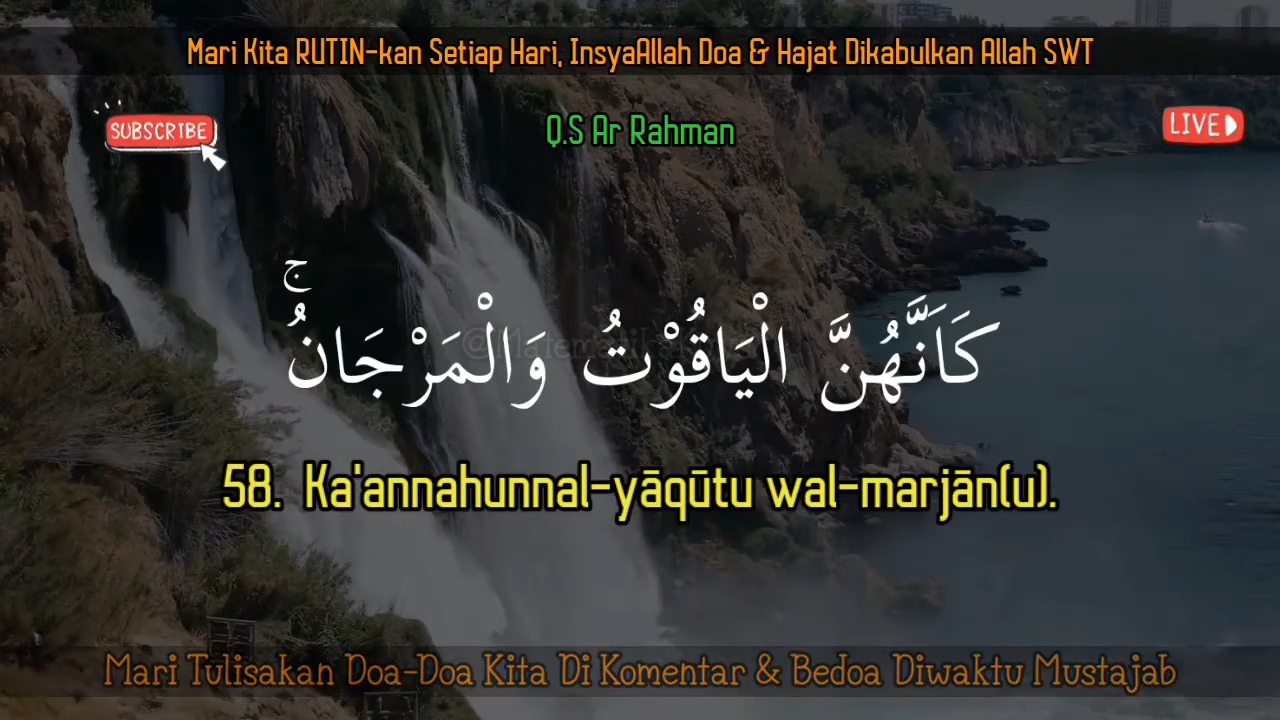 Mari Kita RUTIN-kan Setiap Hari, InsyaAllah Doa & Hajat Dikabulkan Allah SWT
SUBSCRIBE
Q.S Ar Rahman
LIVE
كَاَنَّهُنَّ الْيَاقُوْتُ وَالْمَرْجَانُۚ
58. Ka'annahunnal-yāqūtu wal-marjān(u).
Mari Tulisakan Doa-Doa Kita Di Komentar & Bedoa Diwaktu Mustajab